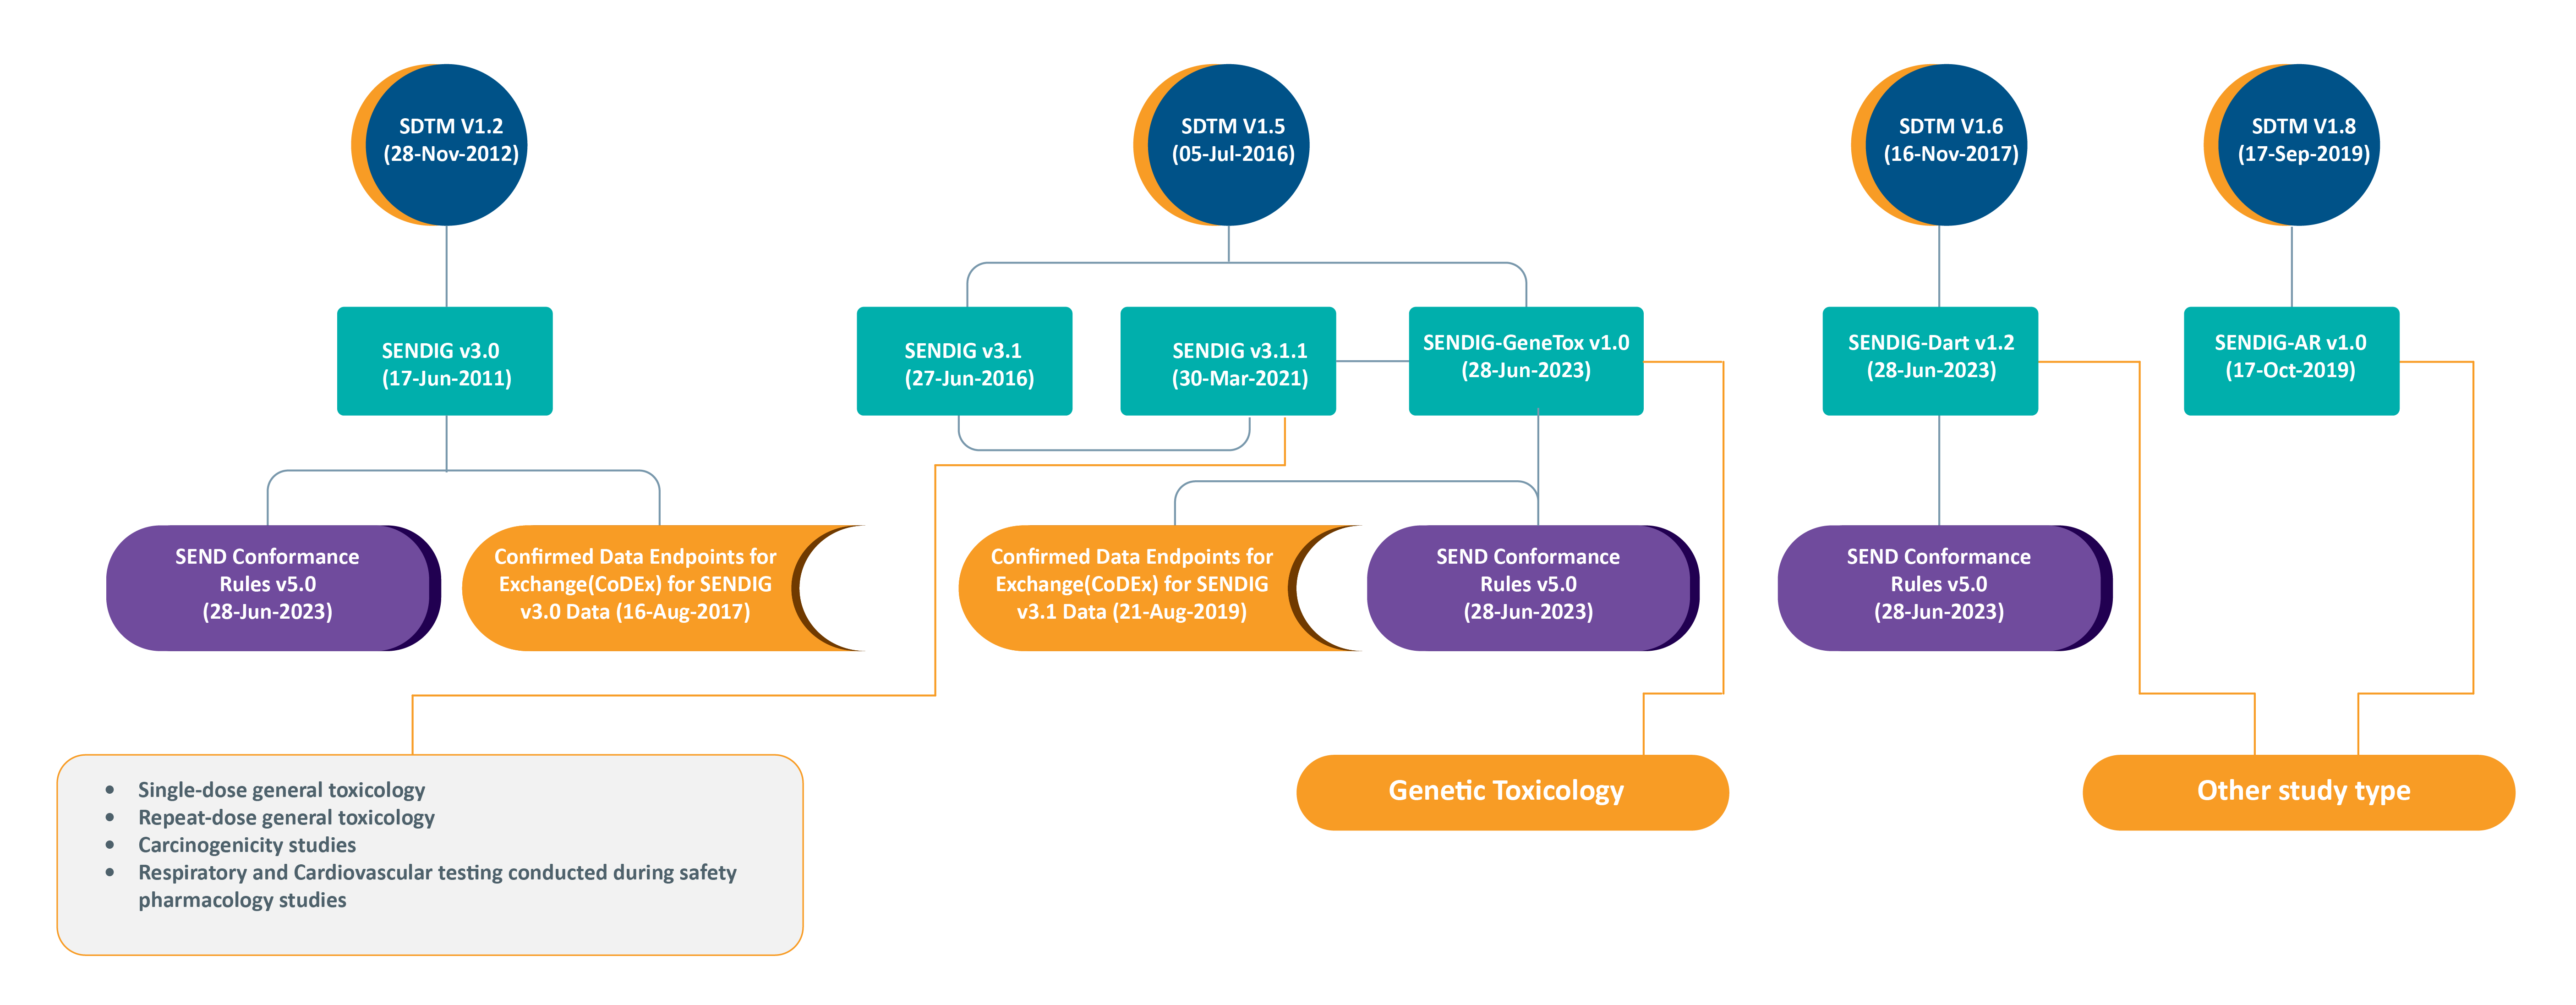 SDTM V1.2
(28-Nov-2012)
SDTM V1.5
(05-Jul-2016)
SDTM V1.6
(16-Nov-2017)
SDTM V1.8
(17-Sep-2019)
SENDIG v3.0
(17-Jun-2011)
SENDIG v3.1
(27-Jun-2016)
SENDIG v3.1.1
(30-Mar-2021)
SENDIG-GeneTox v1.0
(28-Jun-2023)
SENDIG-Dart v1.2
(28-Jun-2023)
SENDIG-AR v1.0
(17-Oct-2019)
SEND Conformance
Rules v5.0
(28-Jun-2023)
Confirmed Data Endpoints for
Exchange(CoDEx) for SENDIG
v3.0 Data (16-Aug-2017)
Confirmed Data Endpoints for
Exchange(CoDEx) for SENDIG
v3.1 Data (21-Aug-2019)
SEND Conformance
Rules v5.0
(28-Jun-2023)
SEND Conformance
Rules v5.0
(28-Jun-2023)
• Single-dose general toxicology
• Repeat-dose general toxicology
• Carcinogenicity studies
• Respiratory and Cardiovascular testing conducted during safety
pharmacology studies
Genetic Toxicology
Other study type